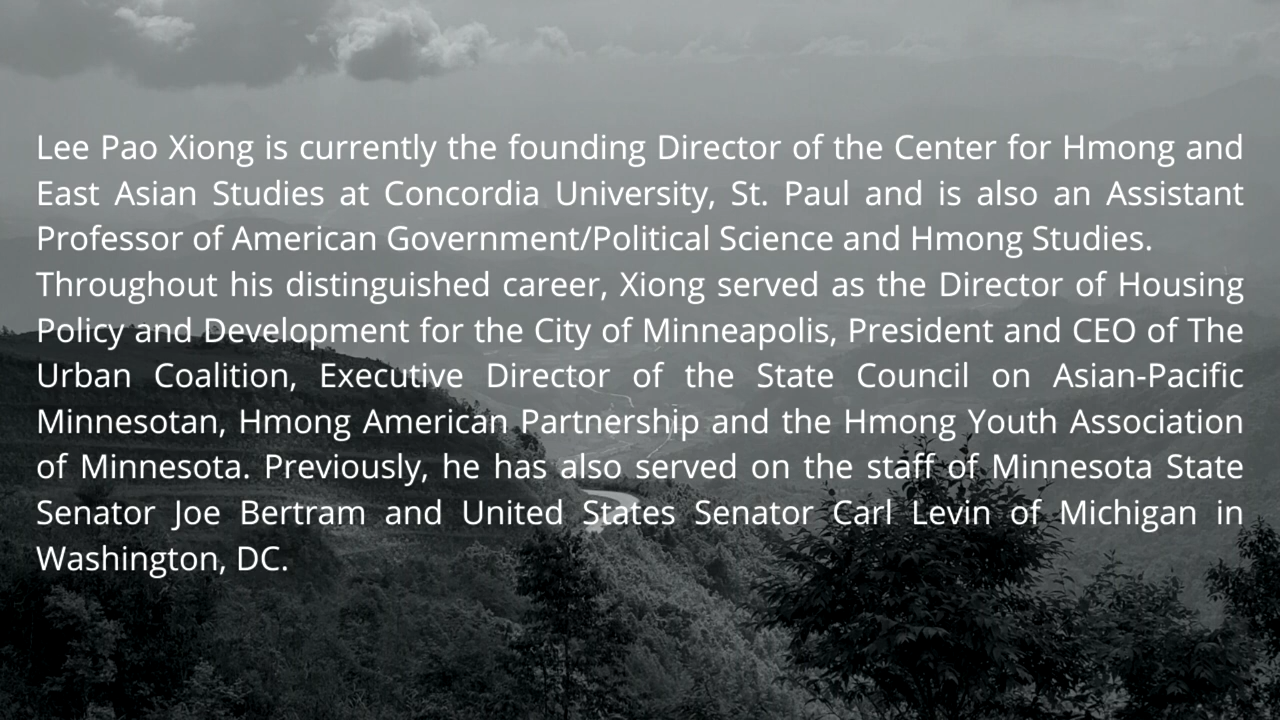 Lee Pao Xiong is currently the founding Director of the Center for Hmong and
East Asian Studies at Concordia University, St. Paul and is also an Assistant
Professor of American Government/Political Science and Hmong Studies.
Throughout his distinguished career, Xiong served as the Director of Housing
Policy and Development for the City of Minneapolis, President and CEO of The
Urban Coalition, Executive Director of the State Council on Asian-Pacific
Minnesotan, Hmong American Partnership and the Hmong Youth Association
of Minnesota. Previously, he has also served on the staff of Minnesota State
Senator Joe Bertram and United States Senator Carl Levin of Michigan in
Washington, DC.